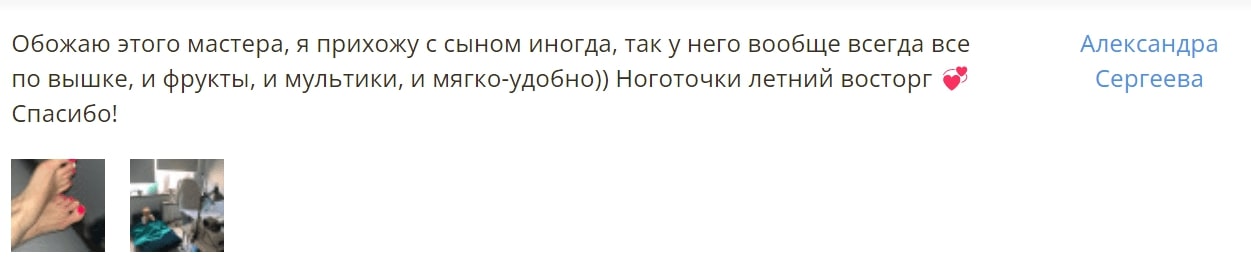 Обожаю этого мастера, я прихожу с сыном иногда, так у него вообще всегда все
по вышке, и фрукты, и мультики, и мягко-удобно)) Ноготочки летний восторг 💞
Спасибо!
Александра
Сергеева